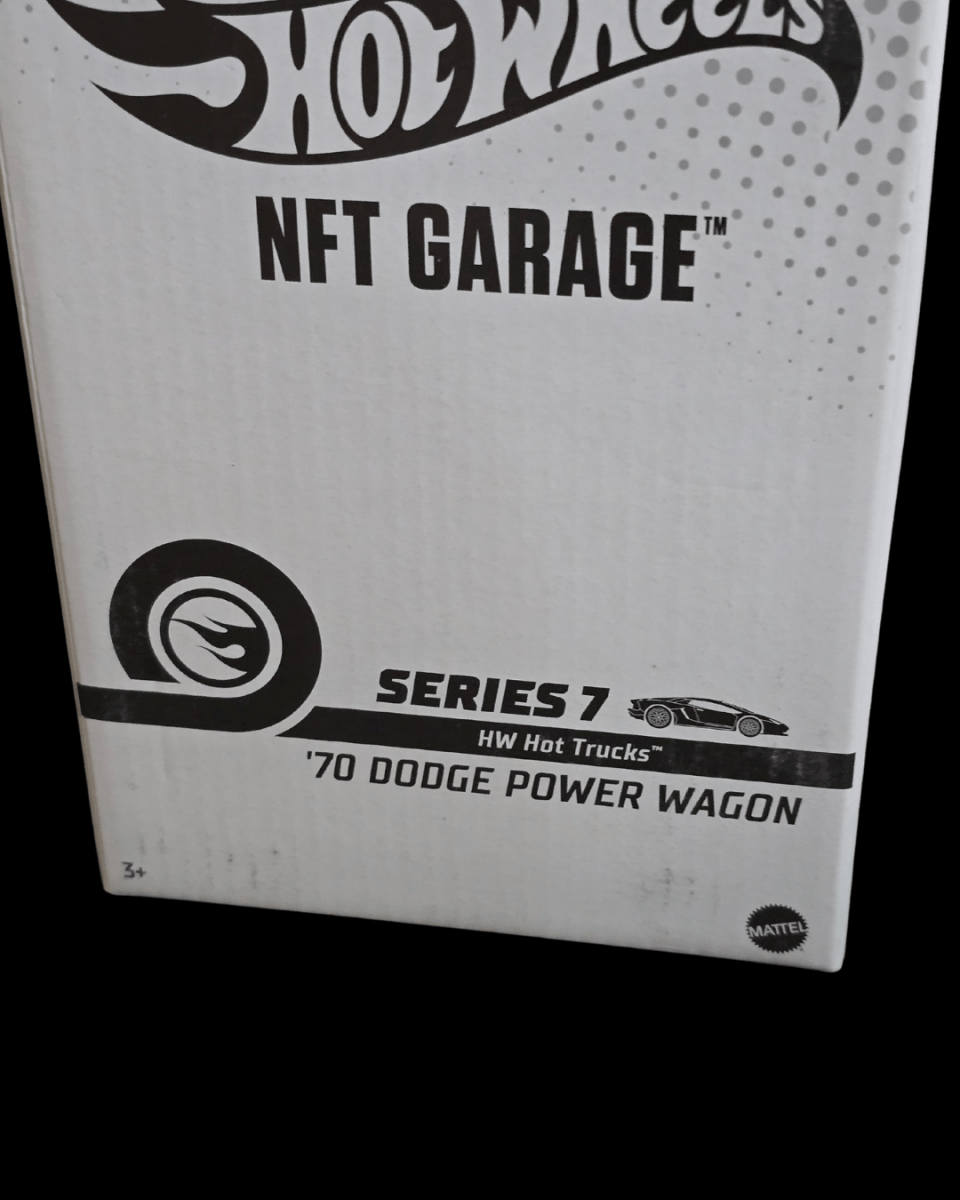 HOT WHEELS
NFT GARAGE™
SERIES 7
HW Hot Trucks™
'70 DODGE POWER WAGON
3+
MATTEL